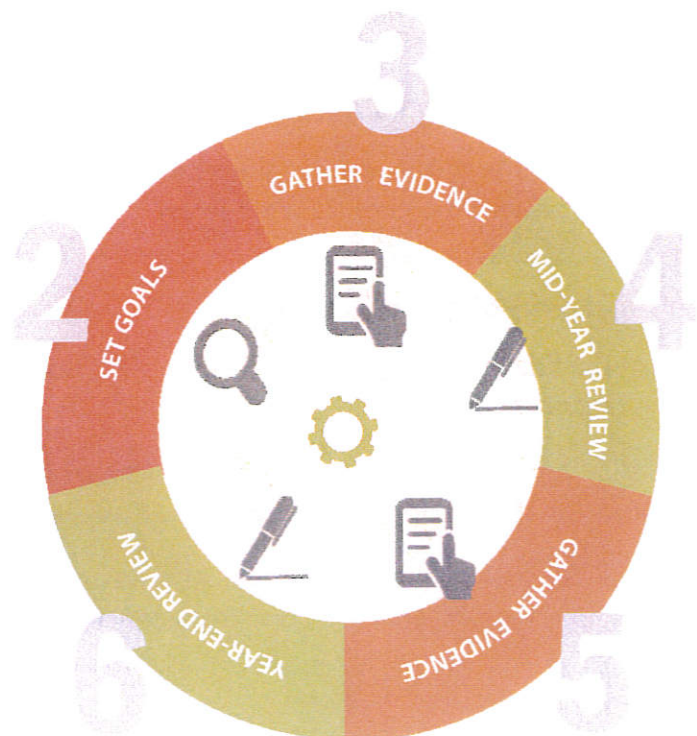 2
SET GOALS
3
GATHER EVIDENCE
4
MID-YEAR REVIEW
5
GATHER EVIDENCE
6
YEAR-END REVIEW